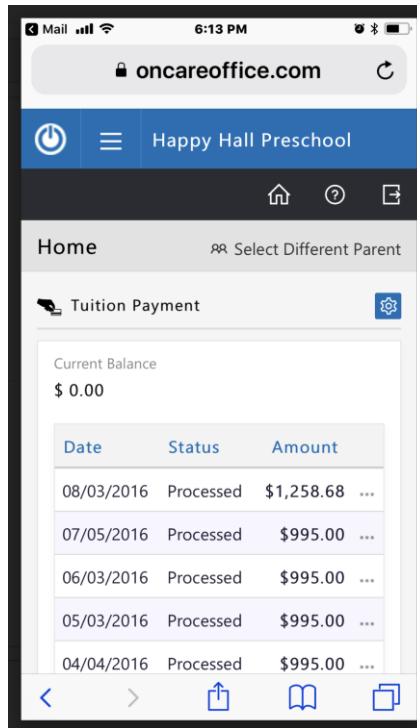 Mail 6:13 PM
oncareoffice.com
Happy Hall Preschool
Home Select Different Parent
Tuition Payment
Current Balance
$ 0.00
Date Status Amount
08/03/2016 Processed $1,258.68 ...
07/05/2016 Processed $995.00 ...
06/03/2016 Processed $995.00 ...
05/03/2016 Processed $995.00 ...
04/04/2016 Processed $995.00 ...